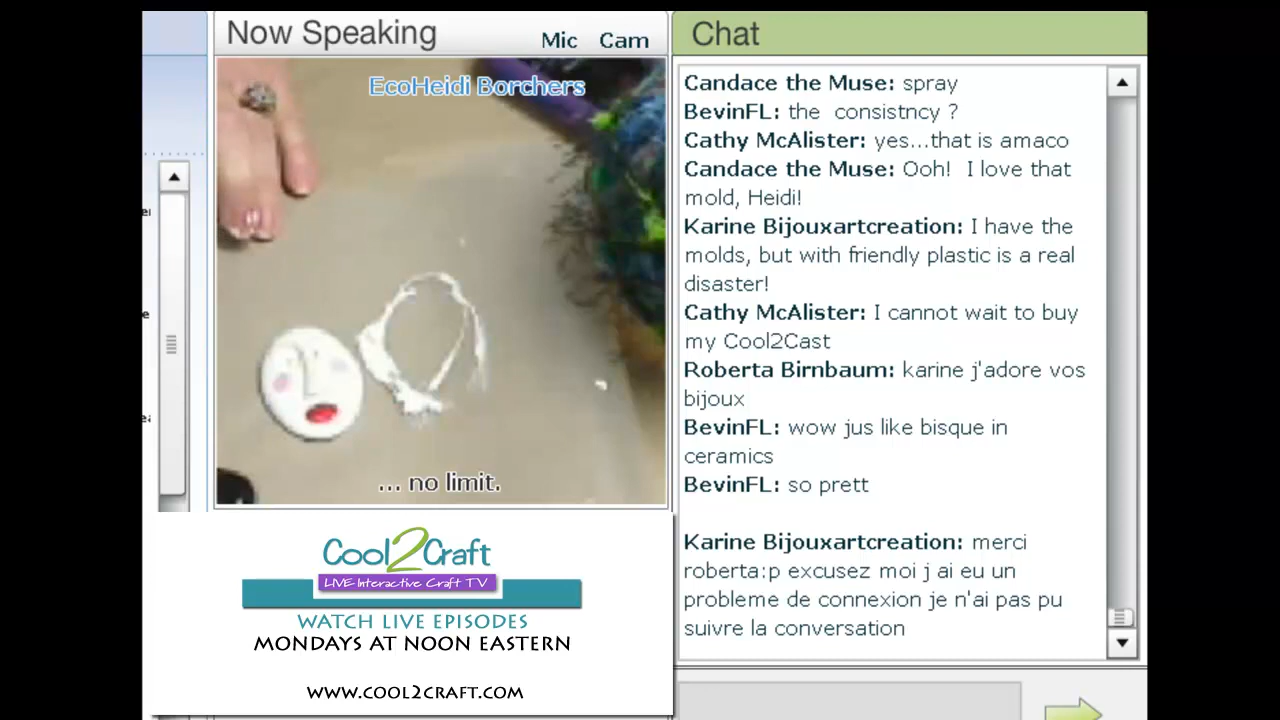 Now Speaking
Mic Cam
EcoHeidi Borchers
... no limit.
Cool2Craft
LIVE Interactive Craft TV
WATCH LIVE EPISODES
MONDAYS AT NOON EASTERN
WWW.COOL2CRAFT.COM
Chat
Candace the Muse: spray
BevinFL: the consistncy ?
Cathy McAlister: yes...that is amaco
Candace the Muse: Ooh! I love that
mold, Heidi!
Karine Bijouxartcreation: I have the
molds, but with friendly plastic is a real
disaster!
Cathy McAlister: I cannot wait to buy
my Cool2Cast
Roberta Birnbaum: karine j'adore vos
bijoux
BevinFL: wow jus like bisque in
ceramics
BevinFL: so prett
Karine Bijouxartcreation: merci
roberta:p excusez moi j ai eu un
probleme de connexion je n'ai pas pu
suivre la conversation